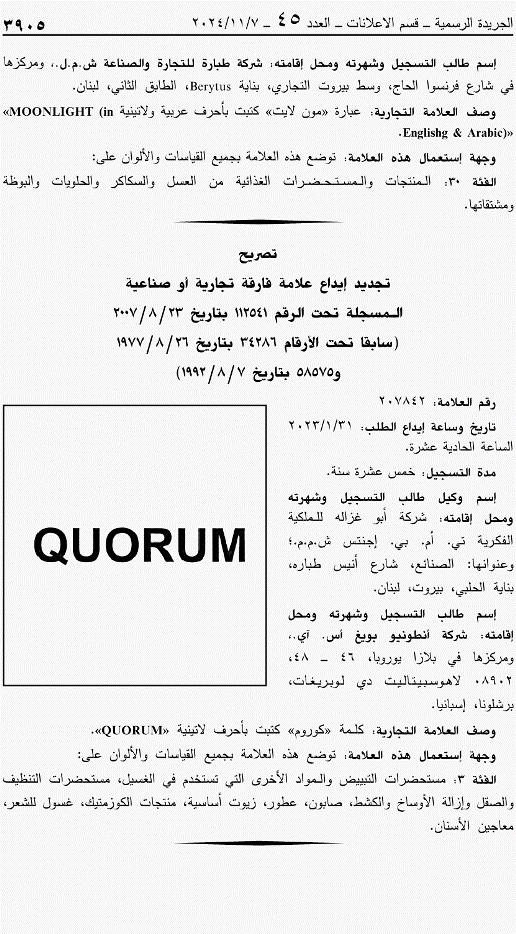 الجريدة الرسمية ـ قسم الاعلانات ـ العدد ٤٥ ـ ٢٠٢٤/١١/٧
٣٩٠٥
إسم طالب التسجيل وشهرته ومحل إقامته: شركة طبارة للتجارة والصناعة ش.م.ل.، ومركزها
في شارع فرنسوا الحاج، وسط بيروت التجاري، بناية Berytus، الطابق الثاني، لبنان.
وصف العلامة التجارية: عبارة «مون لايت» كتبت بأحرف عربية ولاتينية «MOONLIGHT (in
Englishg & Arabic)».
وجهة إستعمال هذه العلامة: توضع هذه العلامة بجميع القياسات والألوان على:
الفئة ٣٠: المنتجات والمستحضرات الغذائية من العسل والسكاكر والحلويات والبوظة
ومشتقاتها.
تصريح
تجديد إيداع علامة فارقة تجارية أو صناعية
المسجلة تحت الرقم ١١٢٥٤١ بتاريخ ٢٠٠٧/٨/٢٣
(سابقا تحت الأرقام ٣٤٢٨٦ بتاريخ ١٩٧٧/٨/٢٦
و٥٨٥٧٥ بتاريخ ١٩٩٢/٨/٧)
رقم العلامة: ٢٠٧٨٤٢
تاريخ وساعة إيداع الطلب: ٢٠٢٣/١/٣١
الساعة الحادية عشرة.
مدة التسجيل: خمس عشرة سنة.
إسم وكيل طالب التسجيل وشهرته
ومحل إقامته: شركة أبو غزاله للملكية
الفكرية تي. أم. بي. إجنتس ش.م.م.؛
وعنوانها: الصنائع، شارع أنيس طباره،
بناية الحلبي، بيروت، لبنان.
إسم طالب التسجيل وشهرته ومحل
إقامته: شركة أنطونيو بويغ أس. آي.،
ومركزها في بلازا يوروبا، ٤٦ ـ ٤٨،
٠٨٩٠٢ لاهوسبيتاليت دي لوبريغات،
برشلونا، إسبانيا.
QUORUM
وصف العلامة التجارية: كلمة «كوروم» كتبت بأحرف لاتينية «QUORUM».
وجهة إستعمال هذه العلامة: توضع هذه العلامة بجميع القياسات والألوان على:
الفئة ٣: مستحضرات التبييض والمواد الأخرى التي تستخدم في الغسيل، مستحضرات التنظيف
والصقل وإزالة الأوساخ والكشط، صابون، عطور، زيوت أساسية، منتجات الكوزمتيك، غسول للشعر،
معاجين الأسنان.